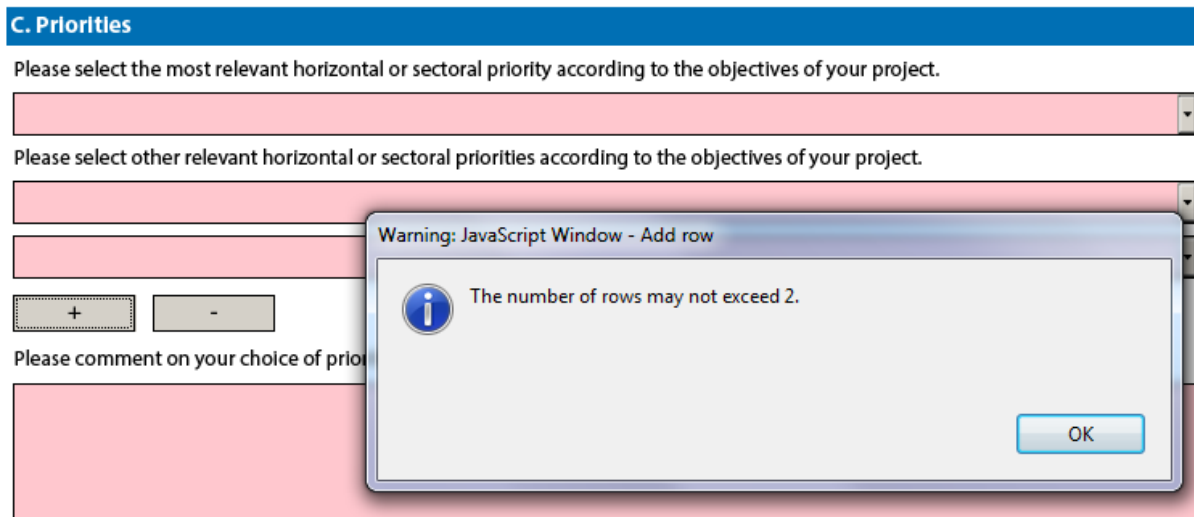 C. Priorities
Please select the most relevant horizontal or sectoral priority according to the objectives of your project.
Please select other relevant horizontal or sectoral priorities according to the objectives of your project.
Warning: JavaScript Window - Add row
The number of rows may not exceed 2.
+ -
Please comment on your choice of
OK